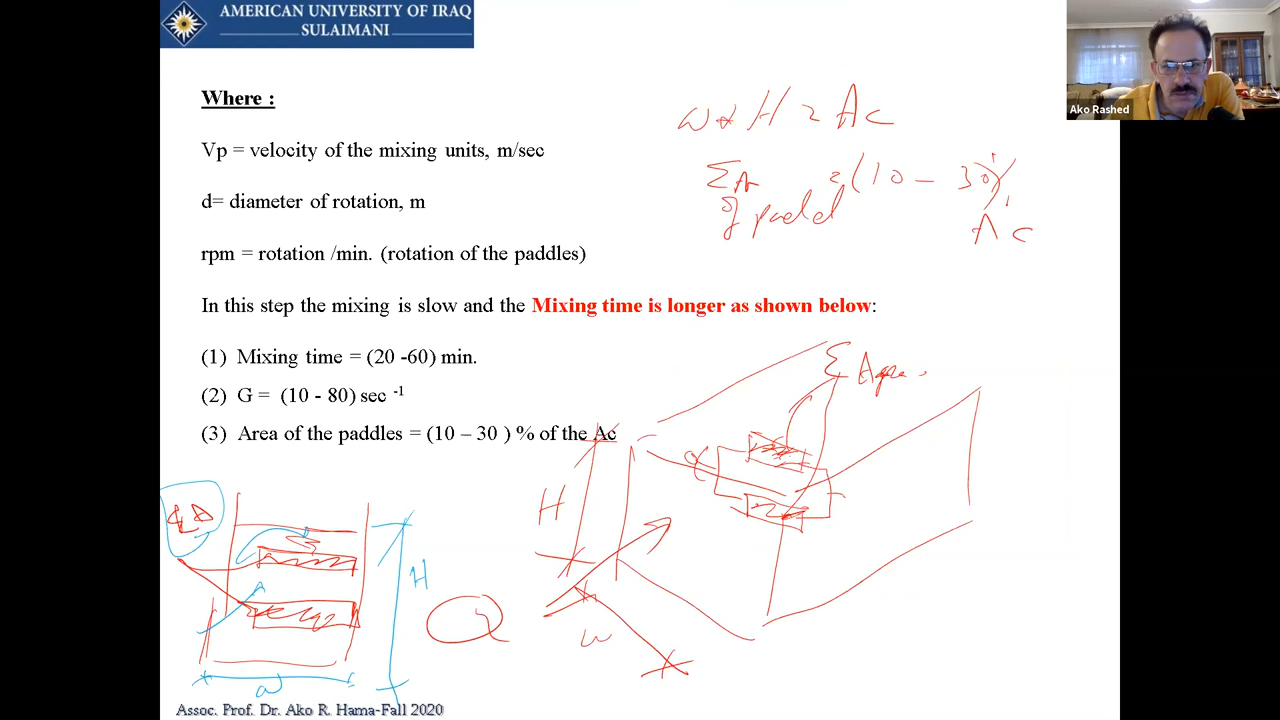 AMERICAN UNIVERSITY OF IRAQ
SULAIMANI
Ako Rashed
Where :
Vp = velocity of the mixing units, m/sec
d= diameter of rotation, m
rpm = rotation /min. (rotation of the paddles)
In this step the mixing is slow and the Mixing time is longer as shown below:
(1) Mixing time = (20 -60) min.
(2) G = (10 - 80) sec -1
(3) Area of the paddles = (10 – 30 ) % of the Ac
H = Ac
(10 - 30%)
of
Ac
H
w
H
Q
Assoc. Prof. Dr. Ako R. Hama-Fall 2020